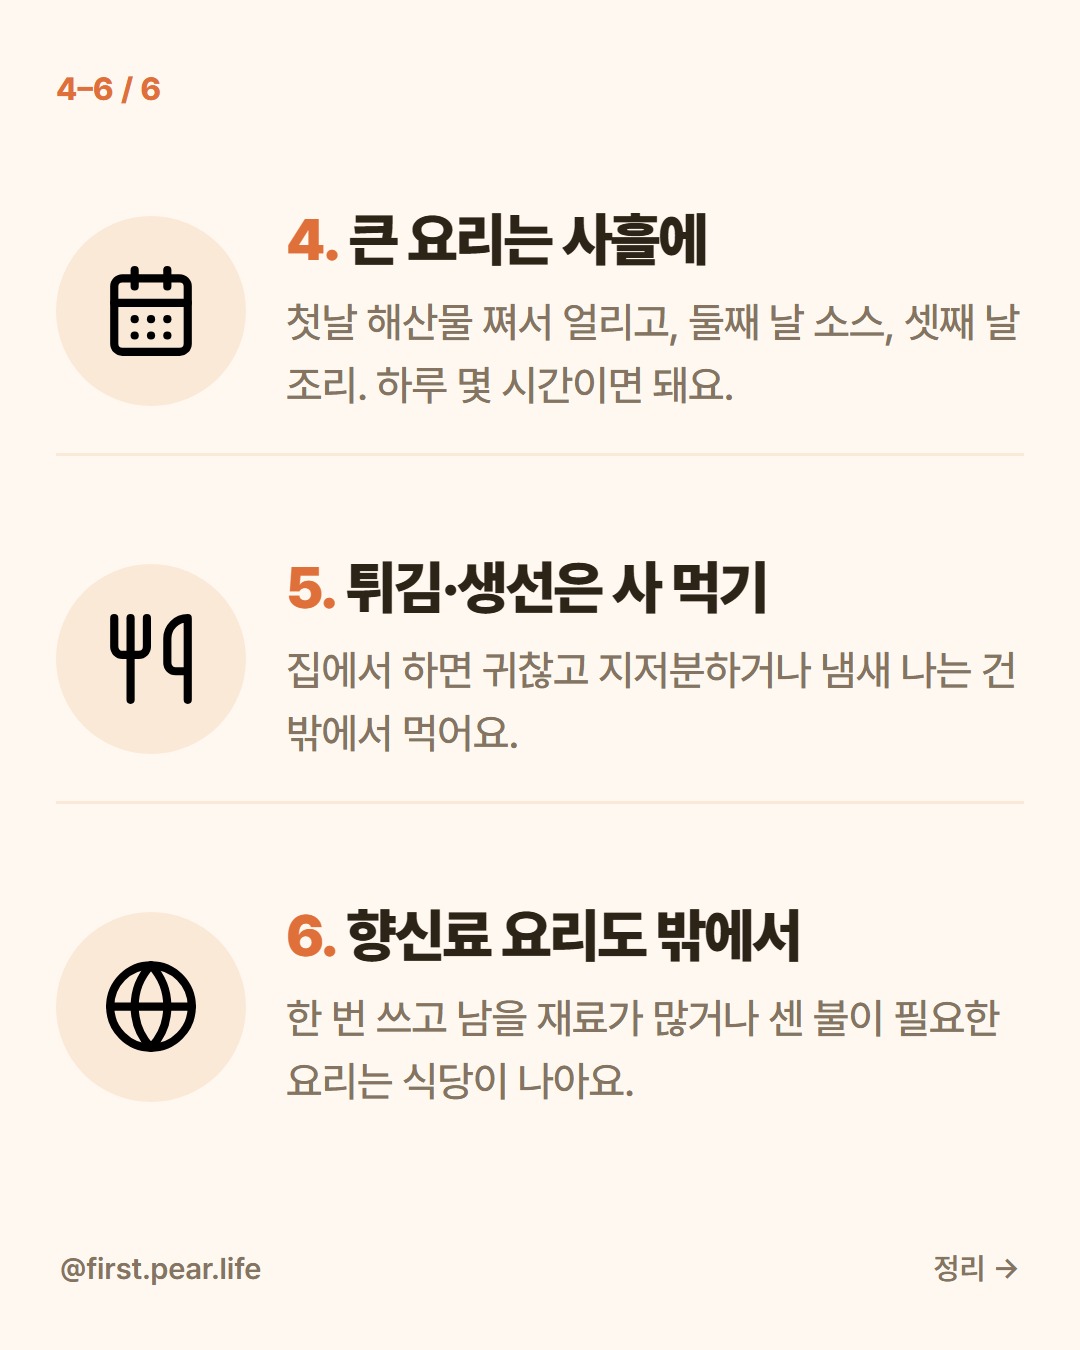 4–6 / 6
4. 큰 요리는 사흘에
첫날 해산물 쪄서 얼리고, 둘째 날 소스, 셋째 날
조리. 하루 몇 시간이면 돼요.
5. 튀김·생선은 사 먹기
집에서 하면 귀찮고 지저분하거나 냄새 나는 건
밖에서 먹어요.
6. 향신료 요리도 밖에서
한 번 쓰고 남을 재료가 많거나 센 불이 필요한
요리는 식당이 나아요.
@first.pear.life
정리 →